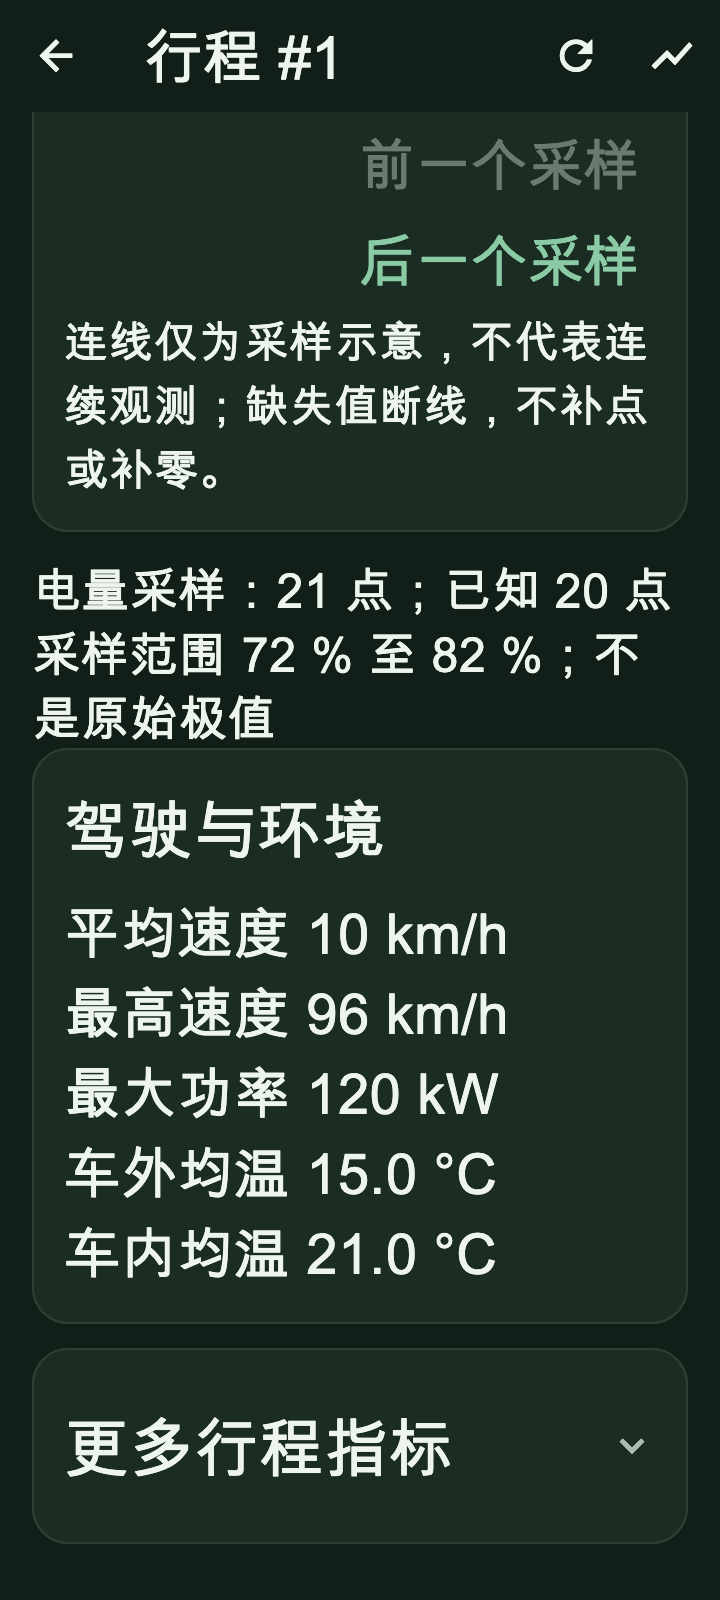 行程 #1
前一个采样
后一个采样
连线仅为采样示意，不代表连
续观测；缺失值断线，不补点
或补零。
电量采样：21 点；已知 20 点
采样范围 72 % 至 82 %；不
是原始极值
驾驶与环境
平均速度 10 km/h
最高速度 96 km/h
最大功率 120 kW
车外均温 15.0 °C
车内均温 21.0 °C
更多行程指标